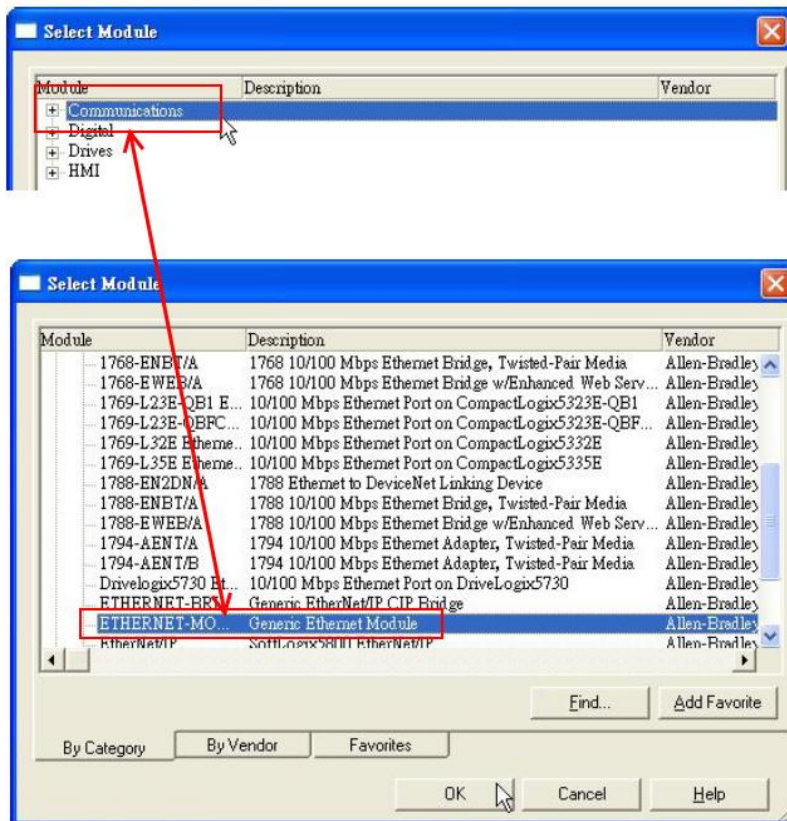 Select Module
Module Description Vendor
Communications
Digital
Drives
HMI
Select Module
Module Description Vendor
1768-ENBT/A 1768 10/100 Mbps Ethernet Bridge, Twisted-Pair Media Allen-Bradley
1768-EWEB/A 1768 10/100 Mbps Ethernet Bridge w/Enhanced Web Serv... Allen-Bradley
1769-L23E-QB1 E... 10/100 Mbps Ethernet Port on CompactLogix5323E-QB1 Allen-Bradley
1769-L23E-QBFC... 10/100 Mbps Ethernet Port on CompactLogix5323E-QBF... Allen-Bradley
1769-L32E Etherne... 10/100 Mbps Ethernet Port on CompactLogix5332E Allen-Bradley
1769-L35E Etherne... 10/100 Mbps Ethernet Port on CompactLogix5335E Allen-Bradley
1788-EN2DN/A 1788 Ethernet to DeviceNet Linking Device Allen-Bradley
1788-ENBT/A 1788 10/100 Mbps Ethernet Bridge, Twisted-Pair Media Allen-Bradley
1788-EWEB/A 1788 10/100 Mbps Ethernet Bridge w/Enhanced Web Serv... Allen-Bradley
1794-AENT/A 1794 10/100 Mbps Ethernet Adapter, Twisted-Pair Media Allen-Bradley
1794-AENT/B 1794 10/100 Mbps Ethernet Adapter, Twisted-Pair Media Allen-Bradley
Drivelogix5730 Et... 10/100 Mbps Ethernet Port on DriveLogix5730 Allen-Bradley
ETHERNET-BRI... Generic EtherNet/IP CIP Bridge Allen-Bradley
ETHERNET-MO... Generic Ethernet Module Allen-Bradley
EtherNet/IP SoftLogix5800 EtherNet/IP Allen-Bradley
Find... Add Favorite
By Category By Vendor Favorites
OK Cancel Help